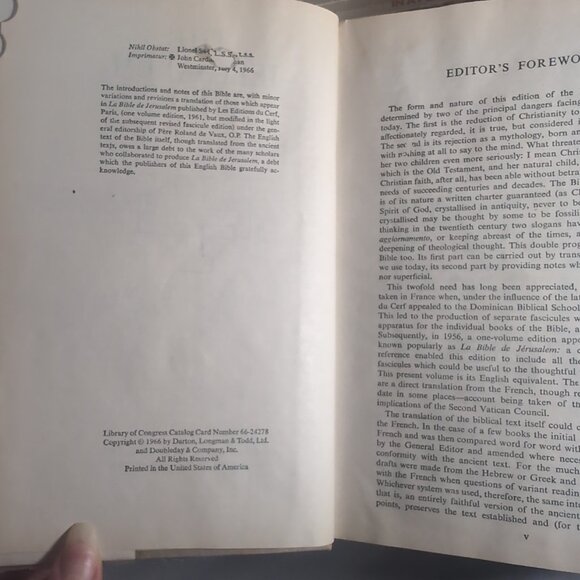 Nihil Obstat: Lionel S.S., L.S.S.
Imprimatur: ✠ John
Westminster, 4, 1966
The introductions and notes of this Bible are, with minor
variations and revisions a translation of those which appear
in La Bible de Jérusalem published by Les Editions du Cerf,
Paris, (one volume edition, 1961, but modified in the light
of the subsequent revised fascicule edition) under the gen-
eral editorship of Père Roland de Vaux, O.P. The English
text of the Bible itself, though translated from the ancient
texts, owes a large debt to the work of the many scholars
who collaborated to produce La Bible de Jérusalem, a debt
which the publishers of this English Bible gratefully ac-
knowledge.
Library of Congress Catalog Card Number 66-24278
Copyright © 1966 by Darton, Longman & Todd, Ltd.
and Doubleday & Company, Inc.
All Rights Reserved
Printed in the United States of America
EDITOR'S FOREWO
The form and nature of this edition of the
determined by two of the principal dangers facing
today. The first is the reduction of Christianity to
affectionately regarded, it is true, but considered i
The is its rejection as a mythology, born an
with at all to say to the mind. What threate
her two children even more seriously: I mean Chris
which is the Old Testament, and her natural child,
Christian faith, after all, has been able without betra
needs of succeeding centuries and decades. The Bi
is of its nature a written charter guaranteed (as Ch
Spirit of God, crystallised in antiquity, never to be
crystallised may be thought by some to be fossili
thinking in the twentieth century two slogans hav
aggiornamento, or keeping abreast of the times, a
deepening of theological thought. This double prop
Bible too. Its first part can be carried out by trans
we use today, its second part by providing notes wh
nor superficial.
This twofold need has long been appreciated,
taken in France when, under the influence of the lat
du Cerf appealed to the Dominican Biblical School
This led to the production of separate fascicules w
apparatus for the individual books of the Bible,
Subsequently, in 1956, a one-volume edition appe
known popularly as La Bible de Jérusalem: a c
reference enabled this edition to include all the
fascicules which could be useful to the thoughtful
This present volume is its English equivalent. The
are a direct translation from the French, though re
date in some places—account being taken of the
implications of the Second Vatican Council.
The translation of the biblical text itself could
the French. In the case of a few books the initial
French and was then compared word for word with
by the General Editor and amended where neces
conformity with the ancient text. For the much
drafts were made from the Hebrew or Greek and
with the French when questions of variant reading
Whichever system was used, therefore, the same inte
that is, an entirely faithful version of the ancient
points, preserves the text established and (for t
v